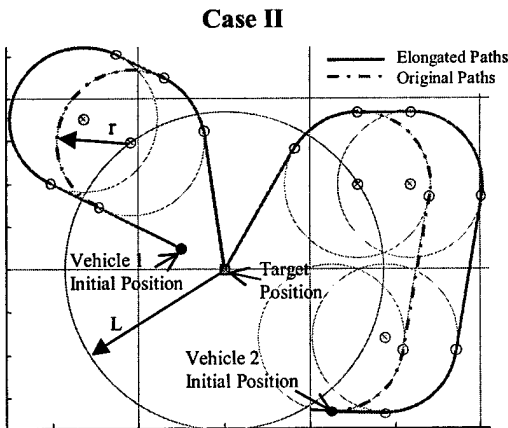 Case II
Elongated Paths
Original Paths
r
Vehicle 1
Initial Position
Target
Position
L
Vehicle 2
Initial Position